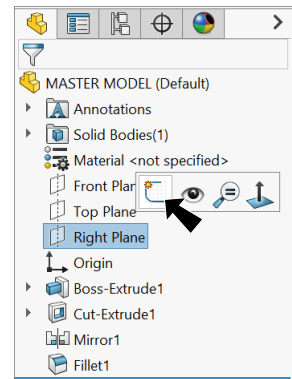 MASTER MODEL (Default)
Annotations
Solid Bodies(1)
Material <not specified>
Front Plan
Top Plane
Right Plane
Origin
Boss-Extrude1
Cut-Extrude1
Mirror1
Fillet1